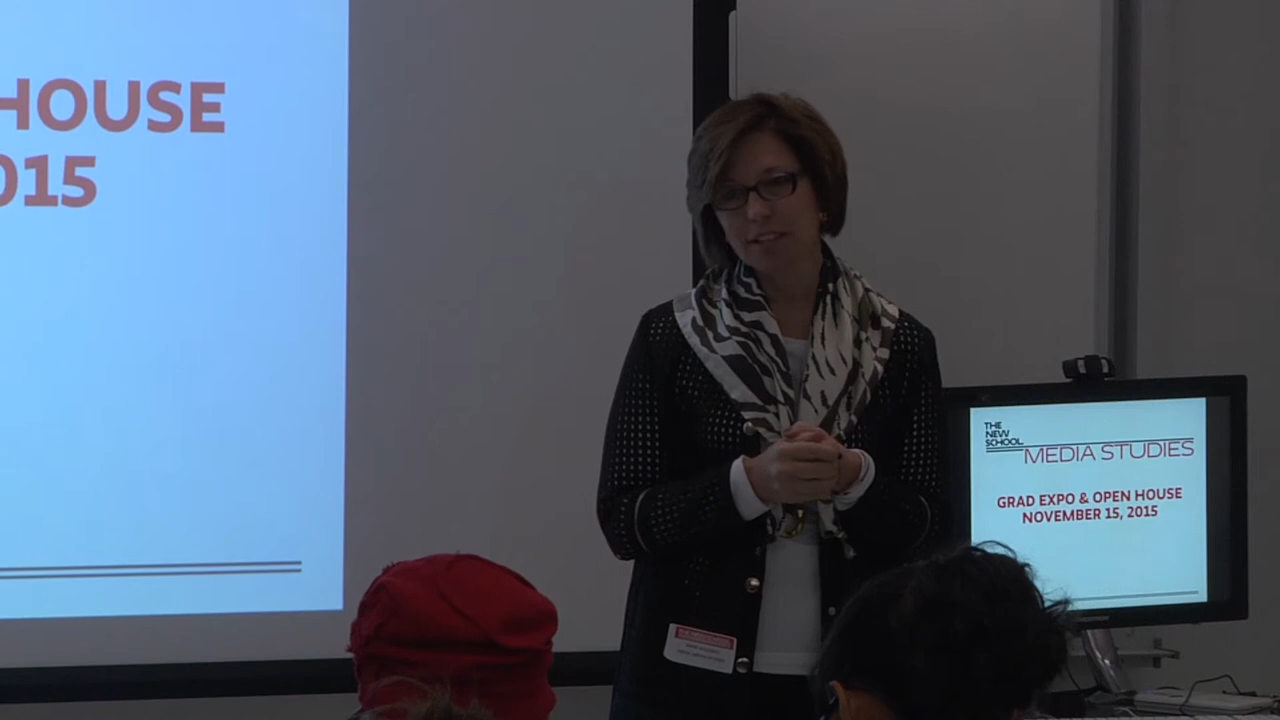 HOUSE
015
THE
NEW
SCHOOL
MEDIA STUDIES
GRAD EXPO & OPEN HOUSE
NOVEMBER 15, 2015